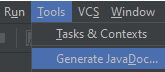 Run Tools VCS Window
Tasks & Contexts
Generate JavaDoc...